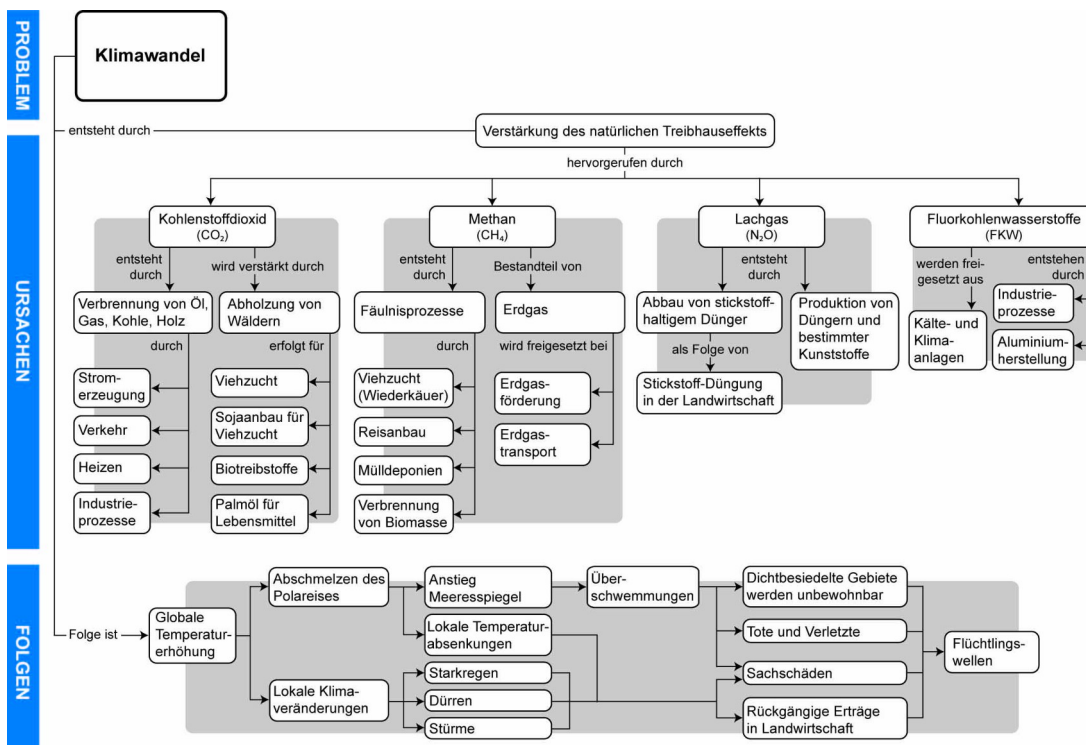 PROBLEM
Klimawandel
entsteht durch
Verstärkung des natürlichen Treibhauseffekts
hervorgerufen durch
URSACHEN
Kohlenstoffdioxid
(CO₂)
entsteht
durch
wird verstärkt durch
Verbrennung von Öl,
Gas, Kohle, Holz
Abholzung von
Wäldern
durch
erfolgt für
Strom-
erzeugung
Verkehr
Heizen
Industrie-
prozesse
Viehzucht
Sojaanbau für
Viehzucht
Biotreibstoffe
Palmöl für
Lebensmittel
Methan
(CH₄)
entsteht
durch
Bestandteil von
Fäulnisprozesse
Erdgas
durch
wird freigesetzt bei
Viehzucht
(Wiederkäuer)
Reisanbau
Mülldeponien
Verbrennung
von Biomasse
Erdgas-
förderung
Erdgas-
transport
Lachgas
(N₂O)
entsteht
durch
Abbau von stickstoff-
haltigem Dünger
Produktion von
Düngern und
bestimmter
Kunststoffe
als Folge von
Stickstoff-Düngung
in der Landwirtschaft
Fluorkohlenwasserstoffe
(FKW)
werden frei-
gesetzt aus
entstehen
durch
Kälte- und
Klima-
anlagen
Industrie-
prozesse
Aluminium-
herstellung
FOLGEN
Folge ist
Globale
Temperatur-
erhöhung
Abschmelzen des
Polareises
Lokale Klima-
veränderungen
Anstieg
Meeresspiegel
Lokale Temperatur-
absenkungen
Starkregen
Dürren
Stürme
Über-
schwemmungen
Dichtbesiedelte Gebiete
werden unbewohnbar
Tote und Verletzte
Sachschäden
Rückgängige Erträge
in Landwirtschaft
Flüchtlings-
wellen